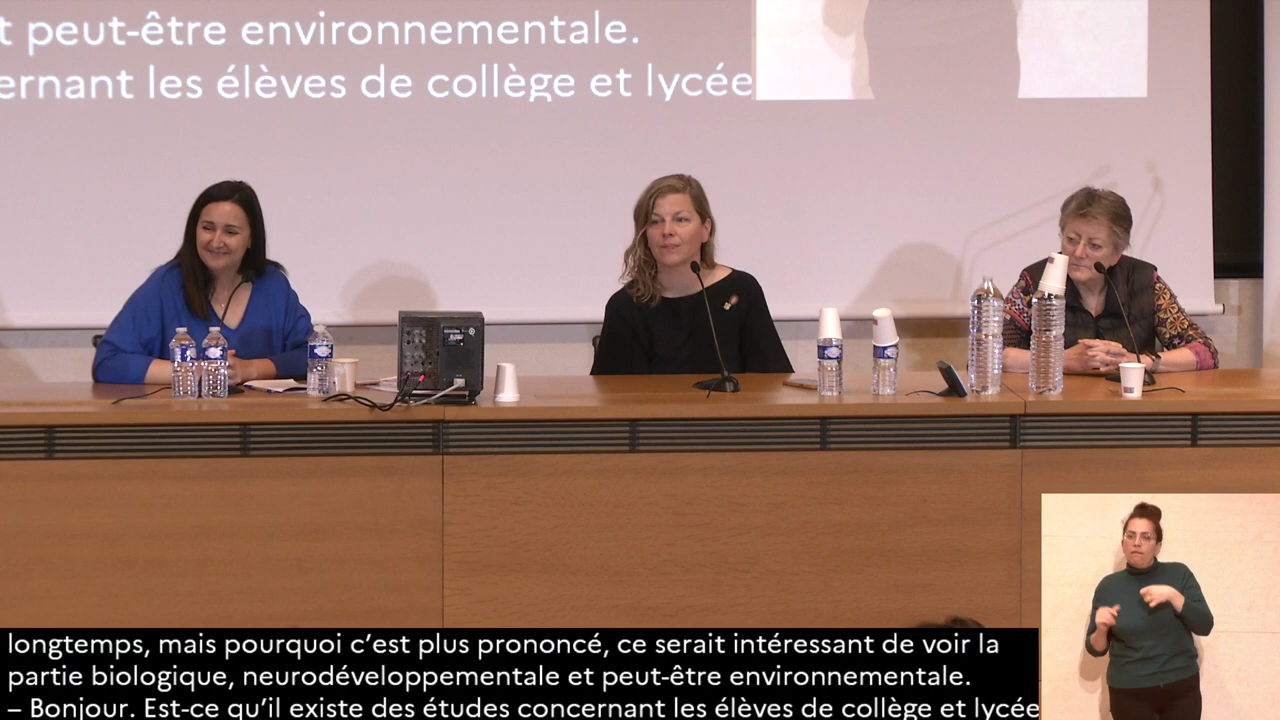 t peut-être environnementale.
ernant les élèves de collège et lycée
longtemps, mais pourquoi c'est plus prononcé, ce serait intéressant de voir la
partie biologique, neurodéveloppementale et peut-être environnementale.
– Bonjour. Est-ce qu'il existe des études concernant les élèves de collège et lycée